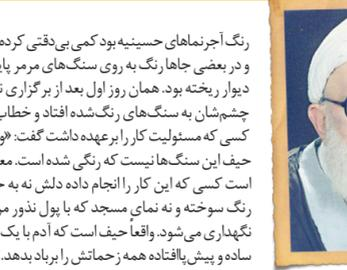 رنگ آجرنماهای حسینیه بود کمی بی‌دقتی کرده
و در بعضی جاها رنگ به روی سنگ‌های مرمر پای
دیوار ریخته بود. همان روز اول بعد از برگزاری
چشم‌شان به سنگ‌های رنگ‌شده افتاد و خطاب
کسی که مسئولیت کار را برعهده داشت گفت: «و
حیف این سنگ‌ها نیست که رنگی شده است. مع
است کسی که این کار را انجام داده دلش نه به
رنگ سوخته و نه نمای مسجد که با پول نذور مر
نگهداری می‌شود. واقعاً حیف است که آدم با یک
ساده و پیش‌پاافتاده همه زحماتش را برباد بدهد.